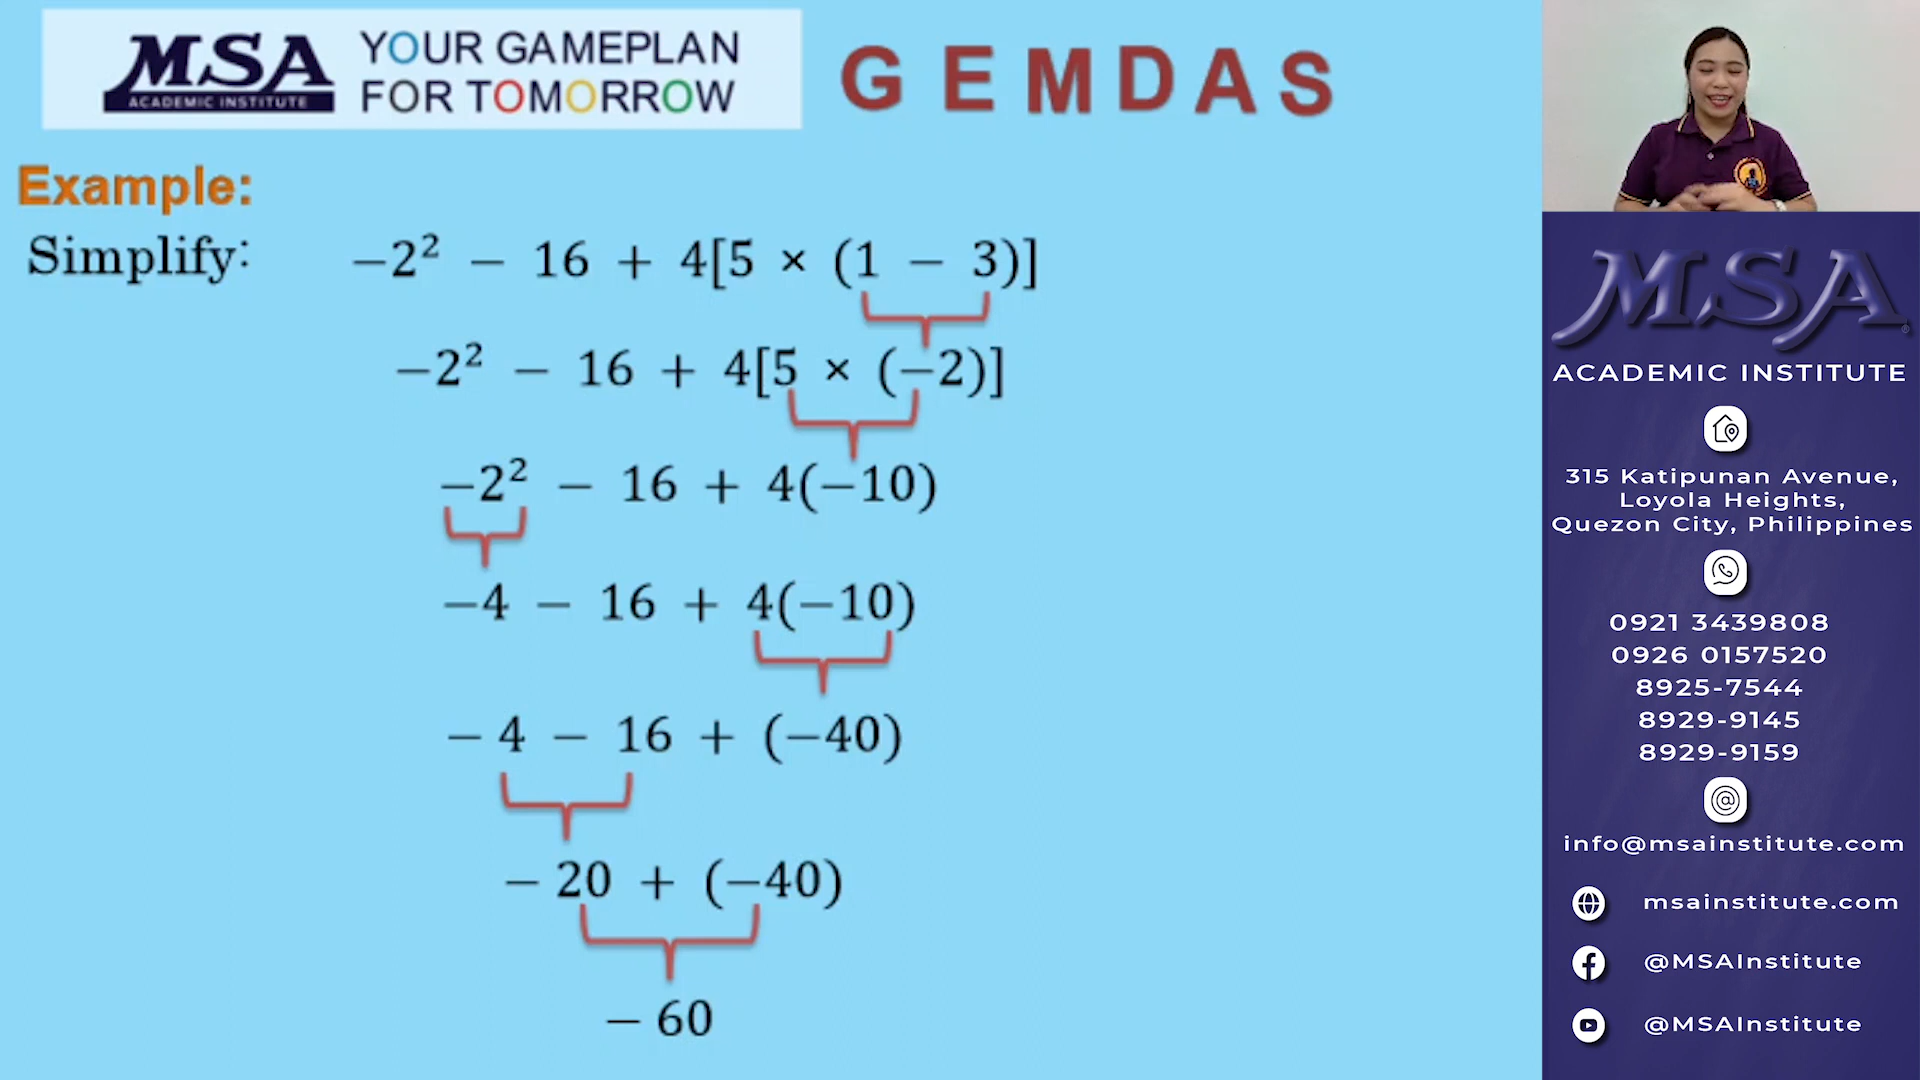 MSA
ACADEMIC INSTITUTE
YOUR GAMEPLAN
FOR TOMORROW
G E M D A S
Example:
Simplify: −2² − 16 + 4[5 × (1 − 3)]
−2² − 16 + 4[5 × (−2)]
−2² − 16 + 4(−10)
−4 − 16 + 4(−10)
− 4 − 16 + (−40)
− 20 + (−40)
− 60
MSA®
ACADEMIC INSTITUTE
315 Katipunan Avenue,
Loyola Heights,
Quezon City, Philippines
0921 3439808
0926 0157520
8925-7544
8929-9145
8929-9159
info@msainstitute.com
msainstitute.com
@MSAInstitute
@MSAInstitute